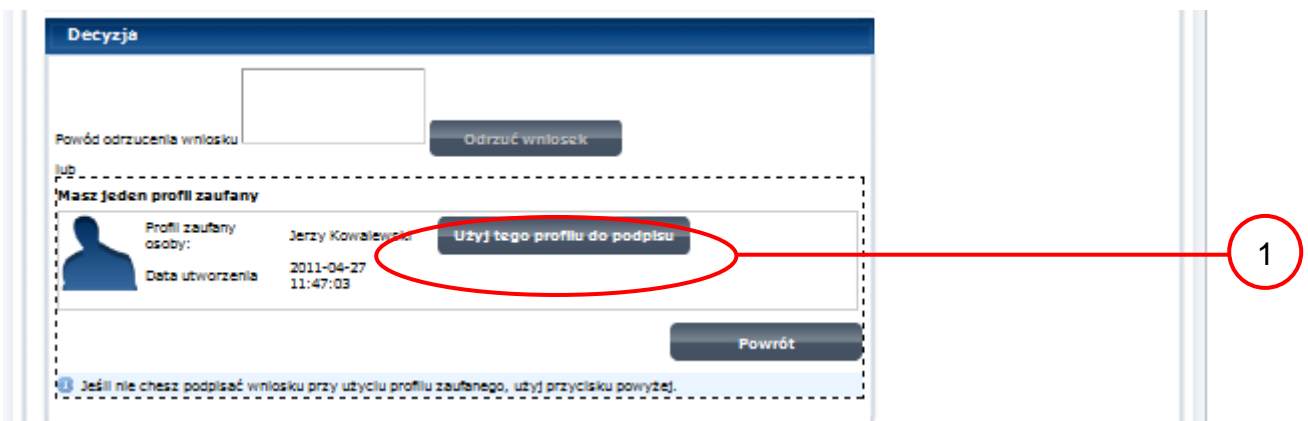 Decyzja
Powód odrzucenia wniosku
Odrzuć wniosek
lub
Masz jeden profil zaufany
Profil zaufany
osoby:
Jerzy Kowalewski
Użyj tego profilu do podpisu
Data utworzenia
2011-04-27
11:47:03
1
Powrót
Jeśli nie chesz podpisać wniosku przy użyciu profilu zaufanego, użyj przycisku powyżej.